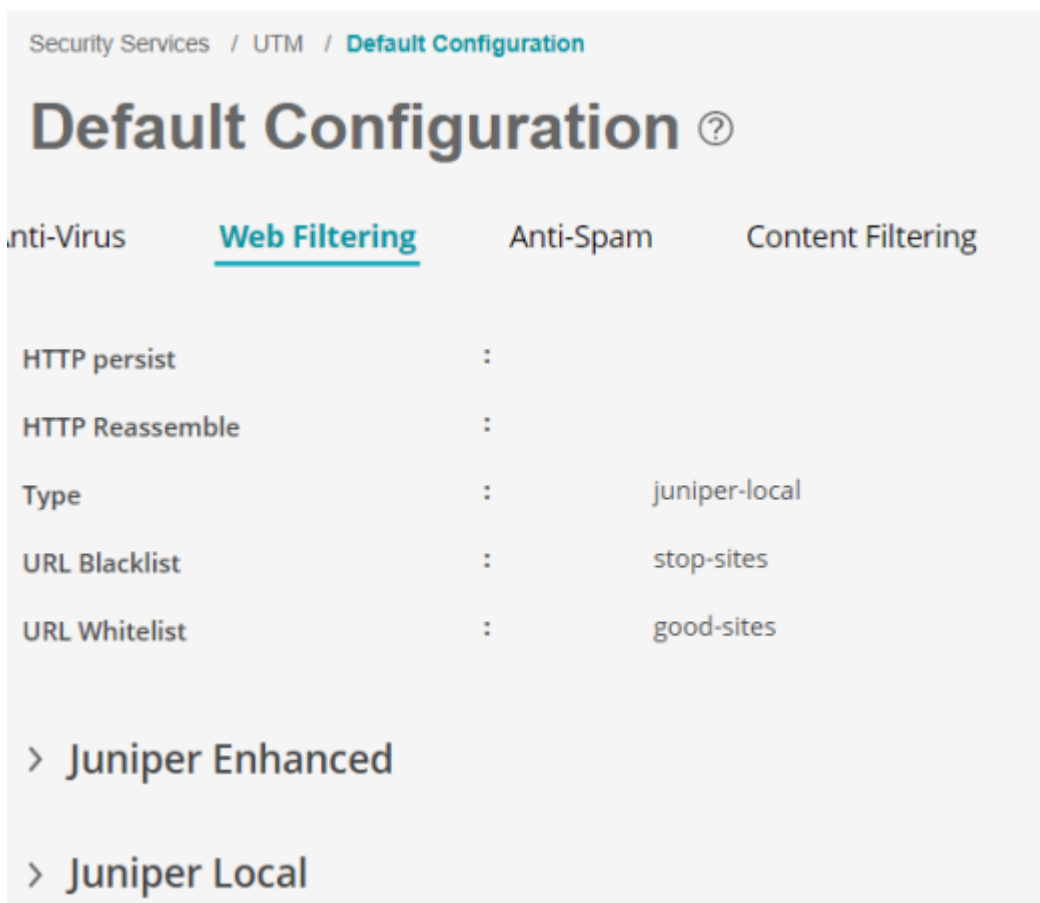 Security Services / UTM / Default Configuration
Default Configuration ?
nti-Virus Web Filtering Anti-Spam Content Filtering
HTTP persist :
HTTP Reassemble :
Type : juniper-local
URL Blacklist : stop-sites
URL Whitelist : good-sites
> Juniper Enhanced
> Juniper Local